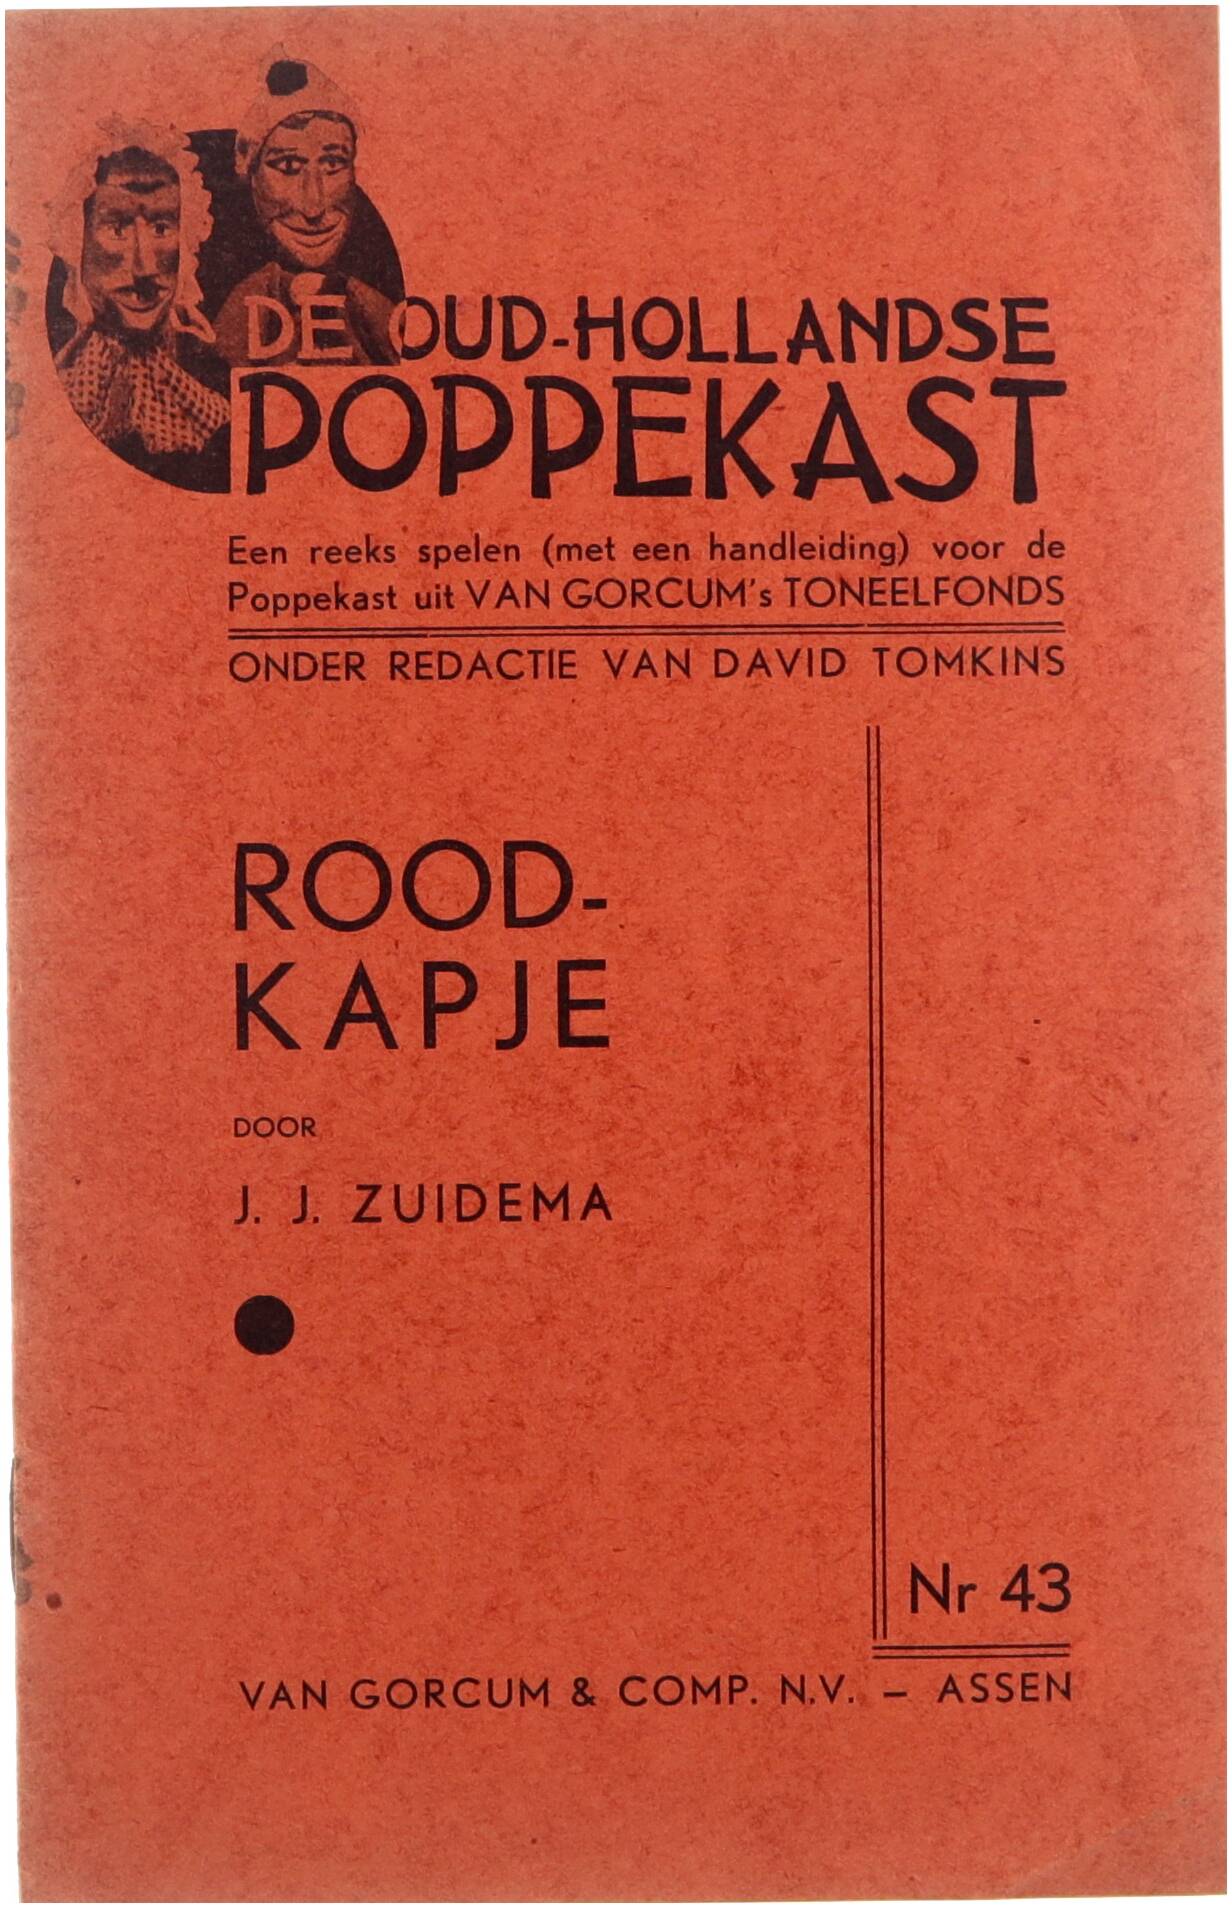 DE OUD-HOLLANDSE
POPPEKAST
Een reeks spelen (met een handleiding) voor de
Poppekast uit VAN GORCUM's TONEELFONDS
ONDER REDACTIE VAN DAVID TOMKINS
ROOD-
KAPJE
DOOR
J. J. ZUIDEMA
Nr 43
VAN GORCUM & COMP. N.V. – ASSEN